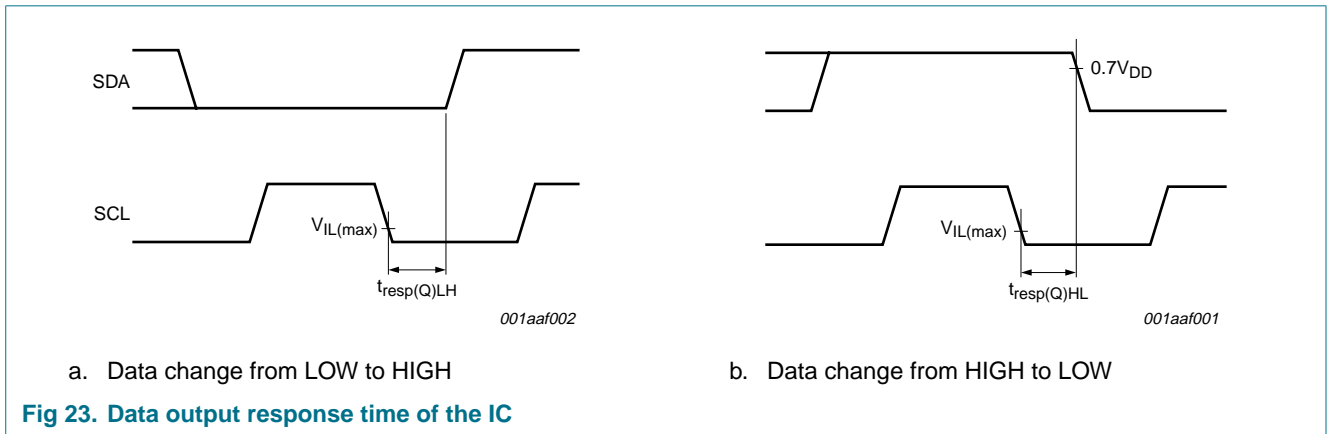 SDA
SCL
VIL(max)
tresp(Q)LH
001aaf002
a. Data change from LOW to HIGH
0.7VDD
VIL(max)
tresp(Q)HL
001aaf001
b. Data change from HIGH to LOW
Fig 23. Data output response time of the IC